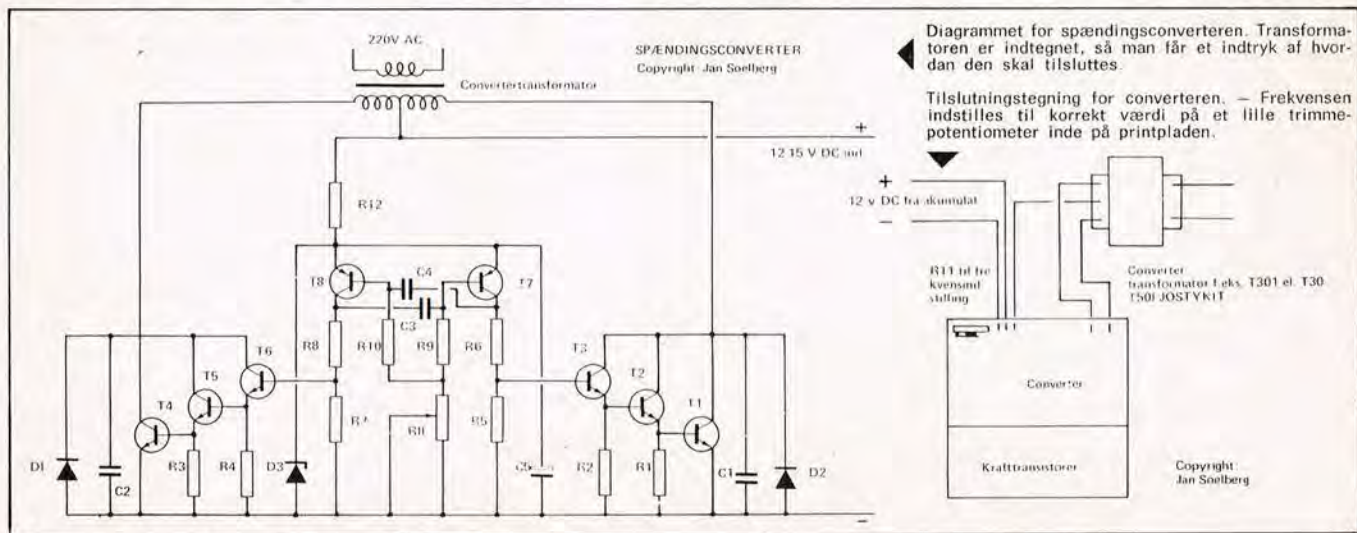 220V AC
SPÆNDINGSCONVERTER
Copyright Jan Soelberg
Convertertransformator
+
12 15 V DC ind
R12
T8
C4
T7
C3
R8
R10
R9
R6
T6
T5
T4
T3
T2
T1
R7
R11
R5
D1
C2
R3
R4
D3
C5
R2
R1
C1
D2
−
Diagrammet for spændingsconverteren. Transforma-
toren er indtegnet, så man får et indtryk af hvor-
dan den skal tilsluttes.
Tilslutningstegning for converteren. — Frekvensen
indstilles til korrekt værdi på et lille trimme-
potentiometer inde på printpladen.
+
12 v DC fra akumulat
−
R11 til fre
kvensind
stilling
Converter
transformator f.eks. T301 el. T30
T50I JOSTYKIT
Converter
Krafttransistorer
Copyright
Jan Soelberg